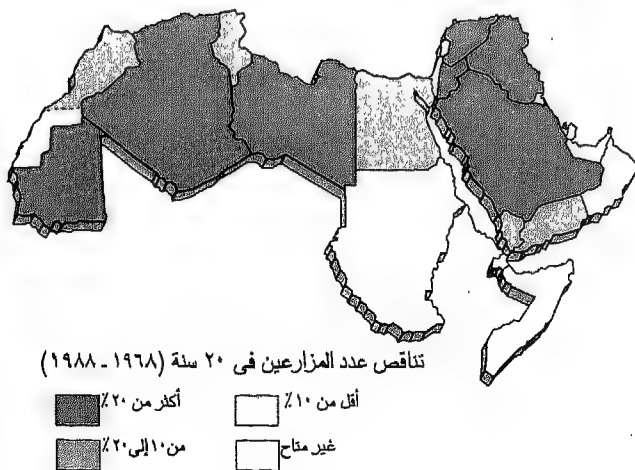 تناقص عدد المزارعين فى ٢٠ سنة (١٩٦٨ - ١٩٨٨)
أكثر من ٢٠٪
أقل من ١٠٪
من ١٠ إلى ٢٠٪
غير متاح